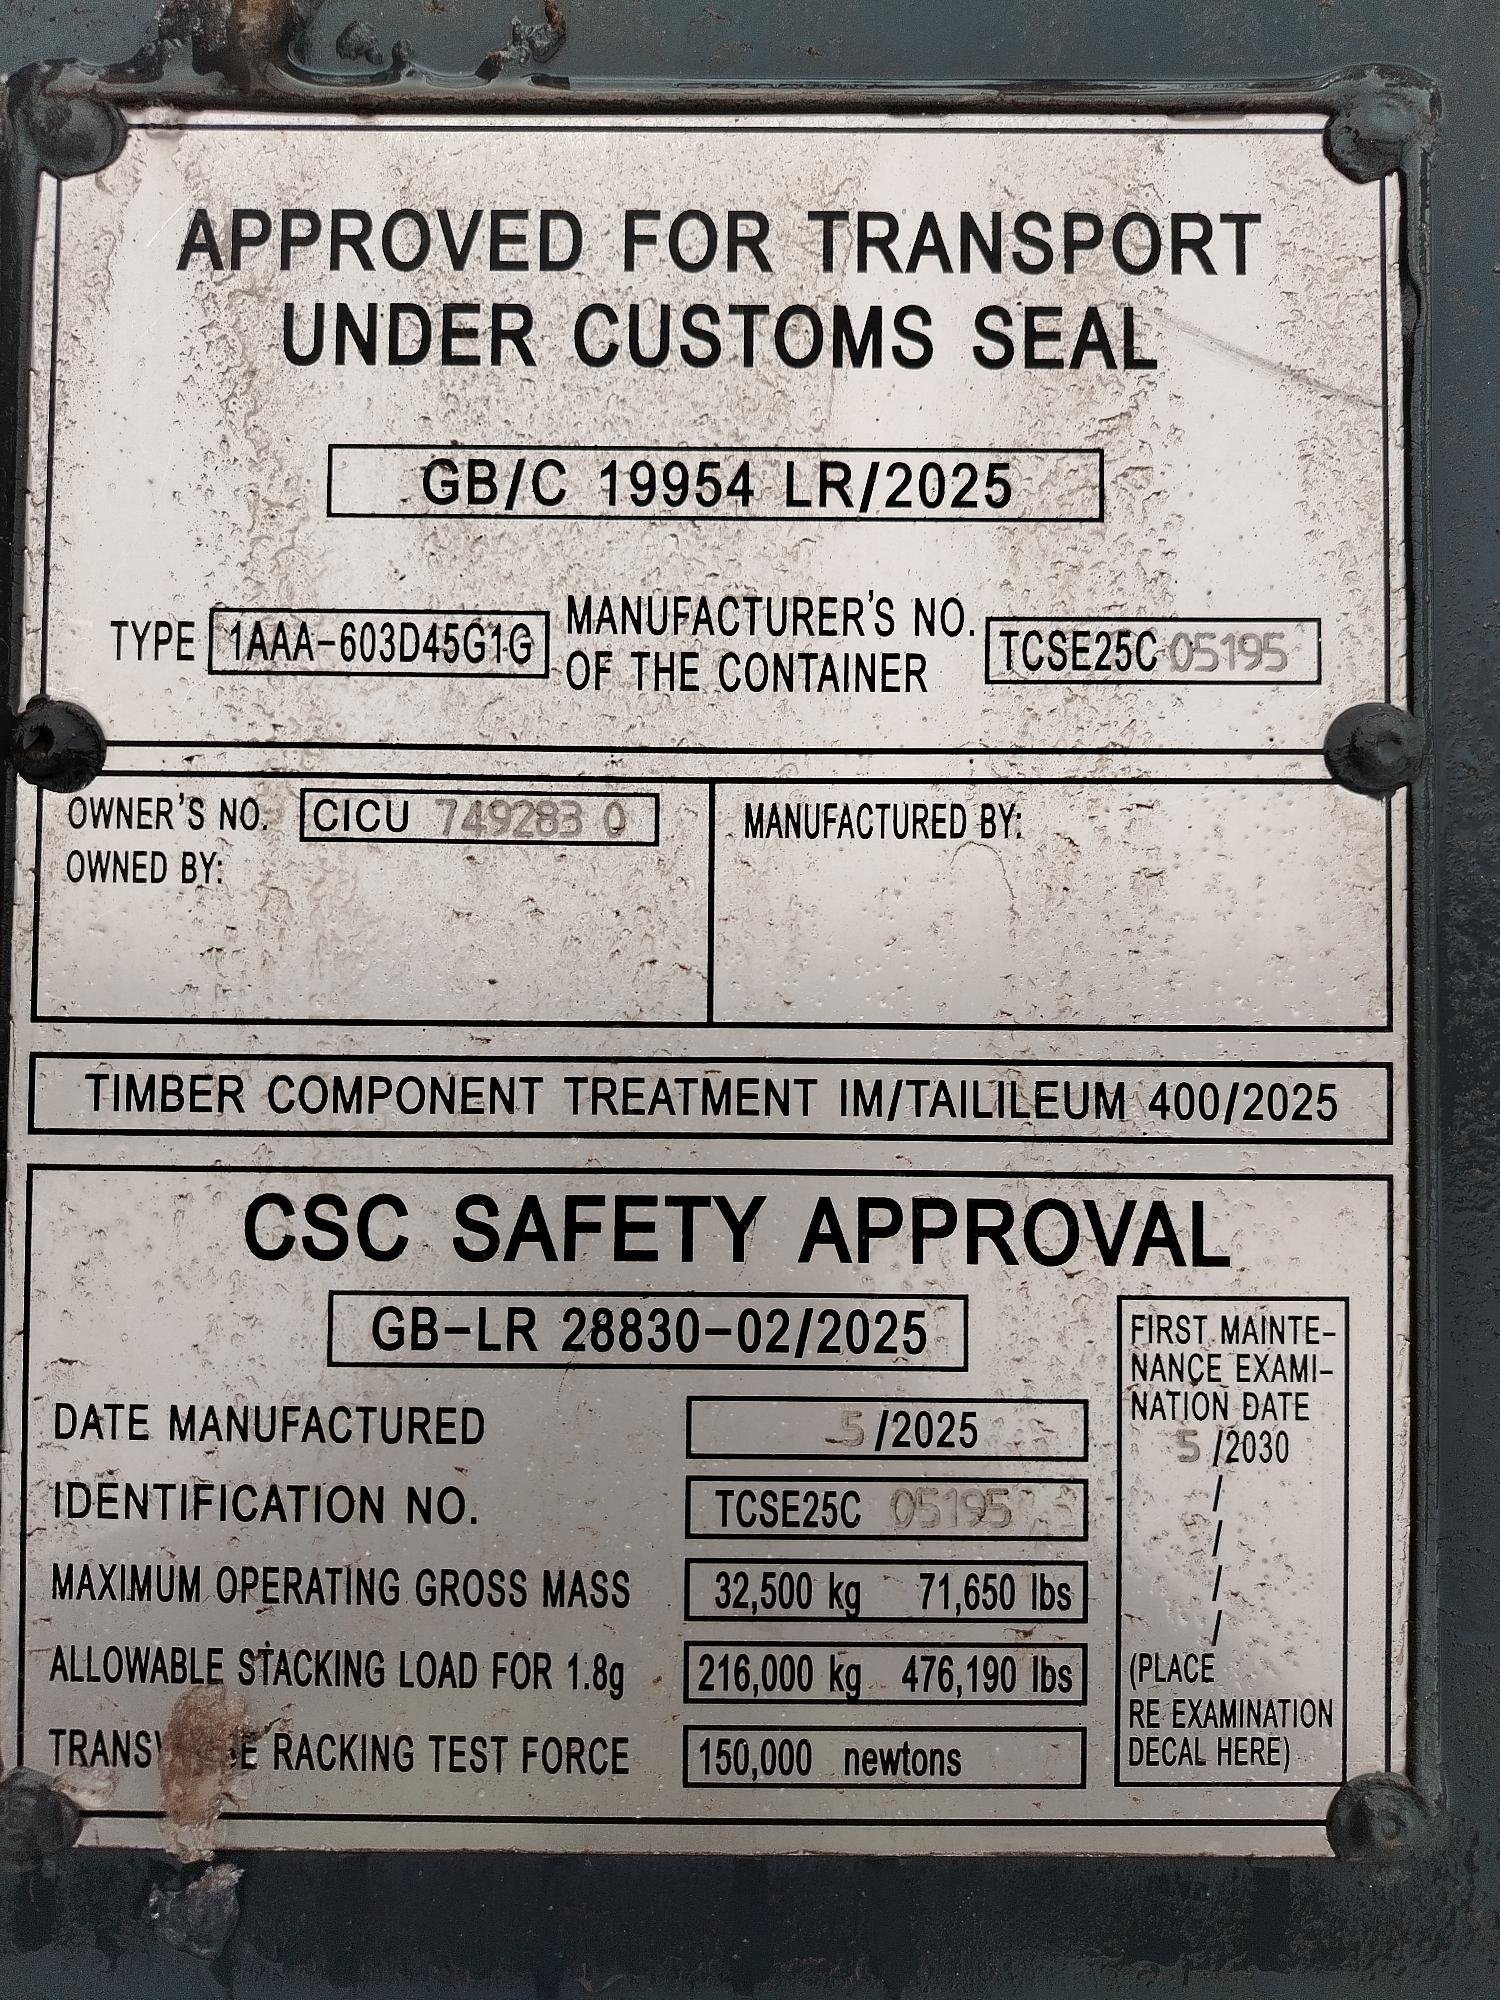 APPROVED FOR TRANSPORT
UNDER CUSTOMS SEAL
GB/C 19954 LR/2025
TYPE 1AAA-603D45G1G MANUFACTURER'S NO. OF THE CONTAINER TCSE25C 05195
OWNER'S NO. CICU 749283 0
OWNED BY:
MANUFACTURED BY:
TIMBER COMPONENT TREATMENT IM/TAILILEUM 400/2025
CSC SAFETY APPROVAL
GB-LR 28830-02/2025
DATE MANUFACTURED 5/2025
IDENTIFICATION NO. TCSE25C 05195
MAXIMUM OPERATING GROSS MASS 32,500 kg 71,650 lbs
ALLOWABLE STACKING LOAD FOR 1.8g 216,000 kg 476,190 lbs
RACKING TEST FORCE 150,000 newtons
FIRST MAINTE-
NANCE EXAMI-
NATION DATE
5/2030
/
/
/
/
(PLACE
RE EXAMINATION
DECAL HERE)